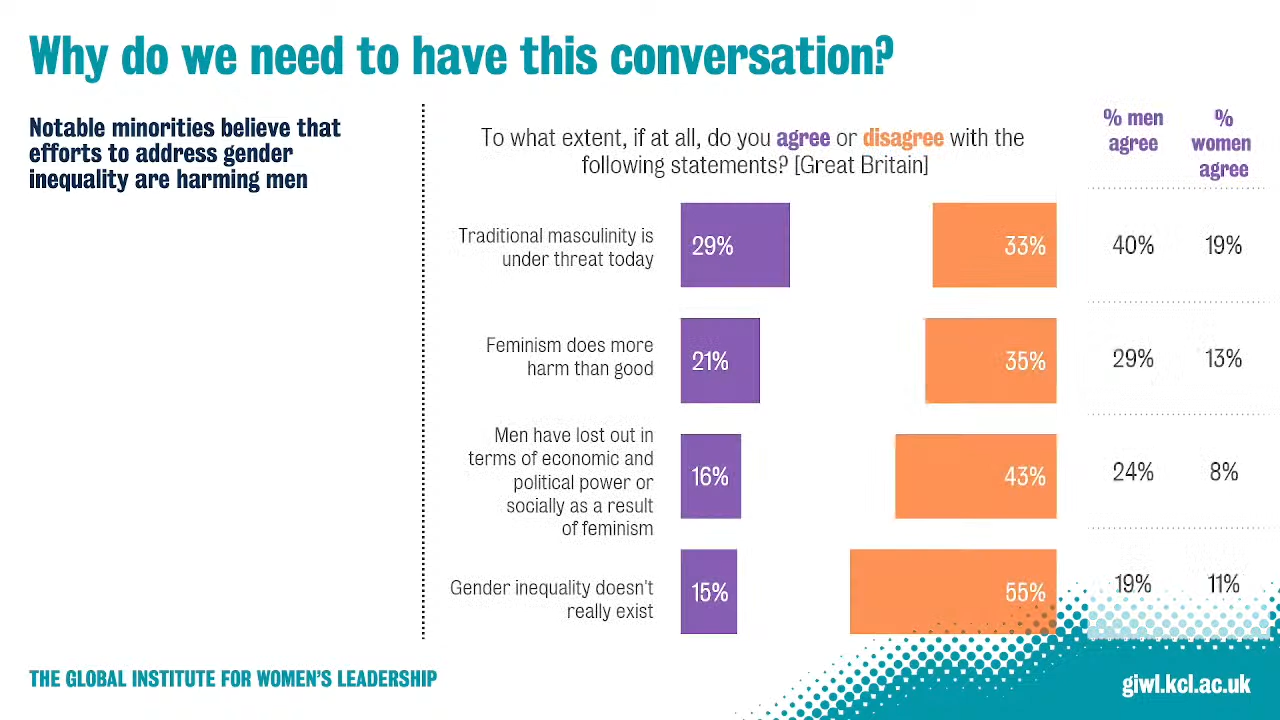 Why do we need to have this conversation?
Notable minorities believe that
efforts to address gender
inequality are harming men
To what extent, if at all, do you agree or disagree with the
following statements? [Great Britain]
% men
agree
%
women
agree
Traditional masculinity is
under threat today
29%
33%
40%
19%
Feminism does more
harm than good
21%
35%
29%
13%
Men have lost out in
terms of economic and
political power or
socially as a result
of feminism
16%
43%
24%
8%
Gender inequality doesn't
really exist
15%
55%
19%
11%
THE GLOBAL INSTITUTE FOR WOMEN'S LEADERSHIP
giwl.kcl.ac.uk